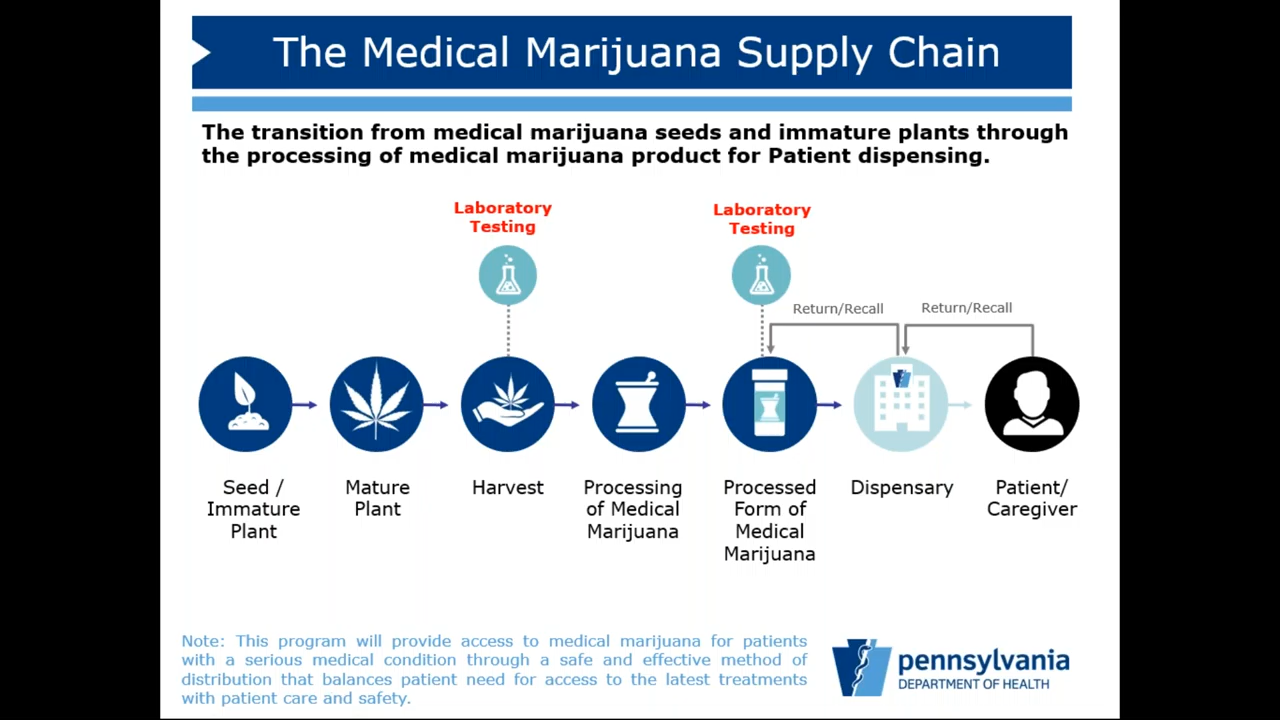 The Medical Marijuana Supply Chain
The transition from medical marijuana seeds and immature plants through
the processing of medical marijuana product for Patient dispensing.
Laboratory
Testing
Laboratory
Testing
Return/Recall
Return/Recall
Seed /
Immature
Plant
Mature
Plant
Harvest
Processing
of Medical
Marijuana
Processed
Form of
Medical
Marijuana
Dispensary
Patient/
Caregiver
Note: This program will provide access to medical marijuana for patients
with a serious medical condition through a safe and effective method of
distribution that balances patient need for access to the latest treatments
with patient care and safety.
pennsylvania
DEPARTMENT OF HEALTH